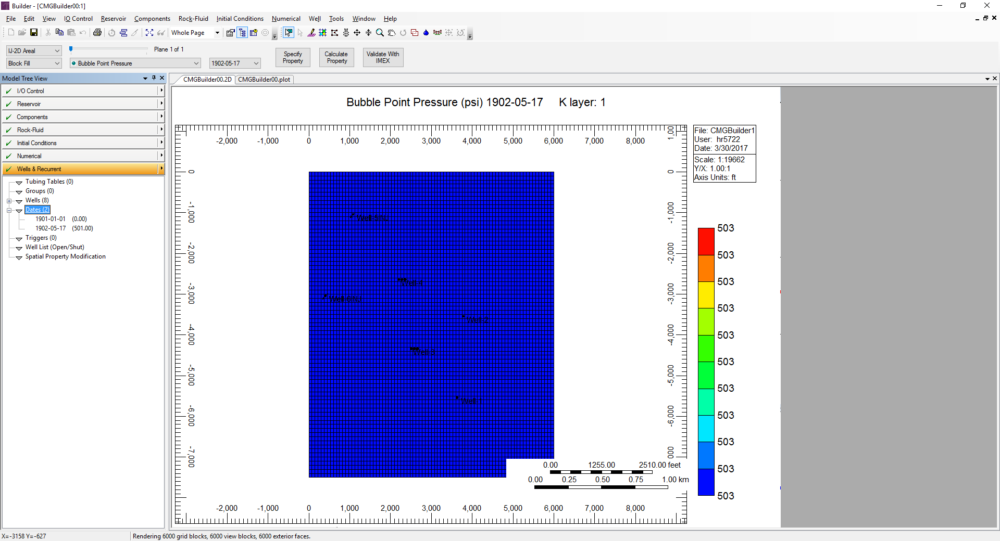 Builder - [CMGBuilder00:1]
File Edit View IO Control Reservoir Components Rock-Fluid Initial Conditions Numerical Well Tools Window Help
Whole Page
IJ-2D Areal
Plane 1 of 1
Block Fill
Bubble Point Pressure
1902-05-17
Specify Property
Calculate Property
Validate With IMEX
Model Tree View
CMGBuilder00.2D
CMGBuilder00.plot
I/O Control
Reservoir
Components
Rock-Fluid
Initial Conditions
Numerical
Wells & Recurrent
Tubing Tables (0)
Groups (0)
Wells (8)
Dates (2)
1901-01-01 (0.00)
1902-05-17 (501.00)
Triggers (0)
Well List (Open/Shut)
Spatial Property Modification
Bubble Point Pressure (psi) 1902-05-17 K layer: 1
-2,000 -1,000 0 1,000 2,000 3,000 4,000 5,000 6,000 7,000 8,000
0
-1,000
-2,000
-3,000
-4,000
-5,000
-6,000
-7,000
Well-5INJ
Well-4
Well-6INJ
Well-2
Well-3
Well-1
1,00
0
-1,000
-2,000
-3,000
-4,000
-5,000
-6,000
000
0.00 1255.00 2510.00 feet
0.00 0.25 0.50 0.75 1.00 km
-2,000 -1,000 0 1,000 2,000 3,000 4,000 5,000 6,000 7,000 8,000
File: CMGBuilder1
User: hr5722
Date: 3/30/2017
Scale: 1:19662
Y/X: 1.00:1
Axis Units: ft
503
503
503
503
503
503
503
503
503
503
503
X=-3158 Y=-627
Rendering 6000 grid blocks, 6000 view blocks, 6000 exterior faces.